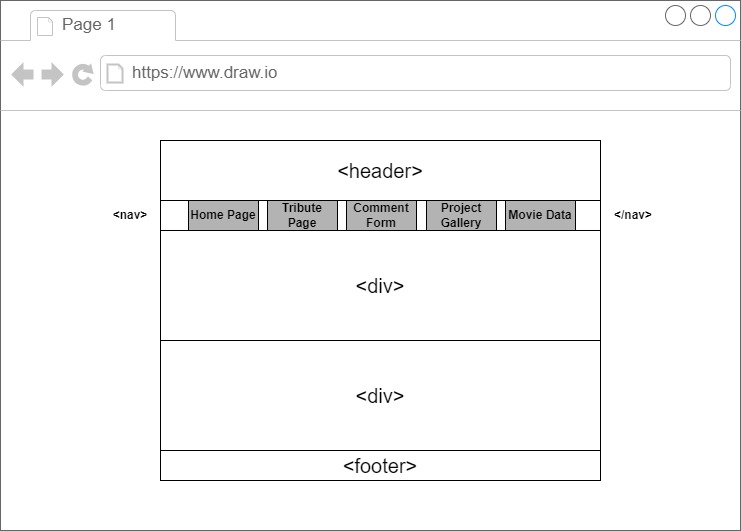 Page 1
https://www.draw.io
<header>
<nav>
Home Page
Tribute
Page
Comment
Form
Project
Gallery
Movie Data
</nav>
<div>
<div>
<footer>